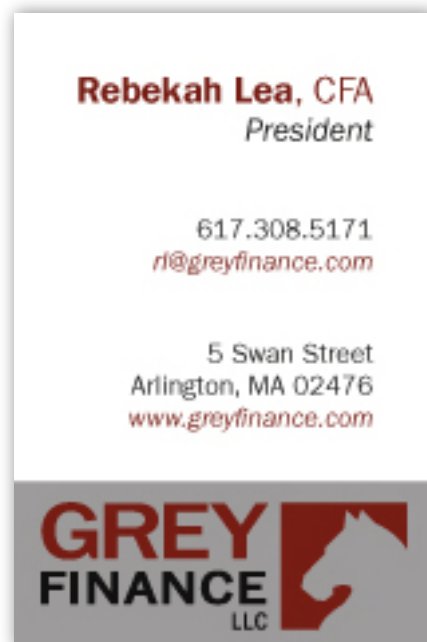 Rebekah Lea, CFA
President
617.308.5171
rl@greyfinance.com
5 Swan Street
Arlington, MA 02476
www.greyfinance.com
GREY
FINANCE
LLC